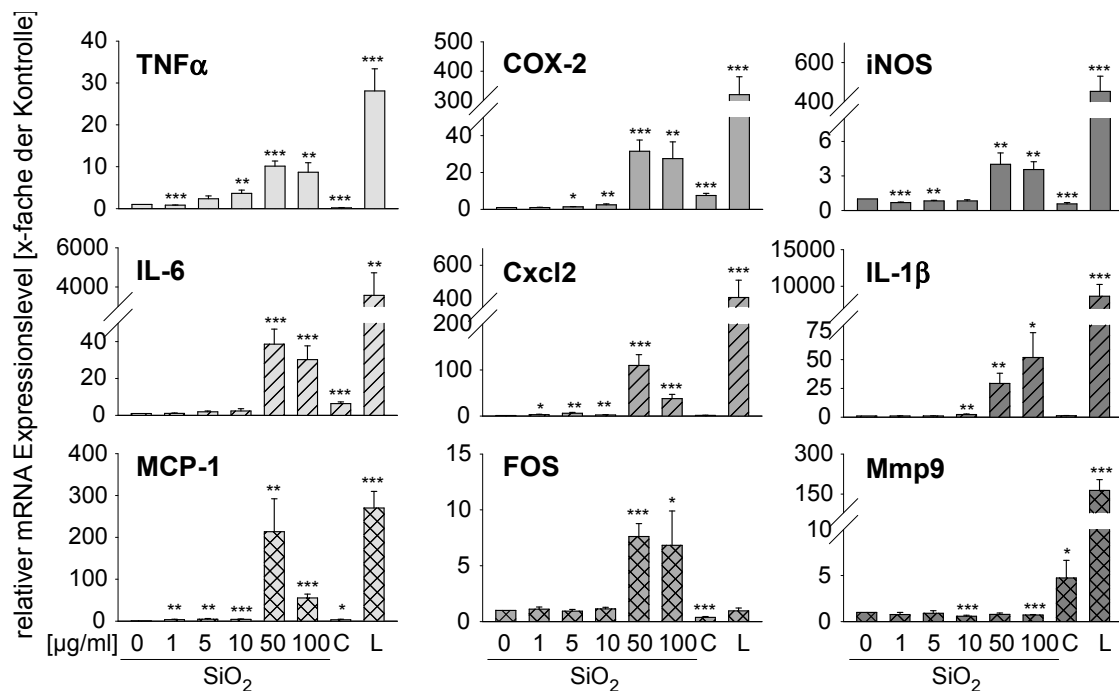 relativer mRNA Expressionslevel [x-fache der Kontrolle]
TNFα
40
30
20
10
0
*** ** *** ** *** ***
COX-2
500
400
300
40
20
0
* ** *** ** *** ***
iNOS
600
400
6
3
0
*** ** ** ** *** ***
IL-6
6000
4000
40
20
0
*** *** *** **
Cxcl2
600
400
200
100
0
* ** ** *** *** ***
IL-1β
15000
10000
75
50
25
0
** ** * ***
MCP-1
400
300
200
100
0
** ** *** ** *** * ***
FOS
15
10
5
0
*** * ***
Mmp9
300
150
10
5
0
*** *** * ***
[µg/ml] 0 1 5 10 50 100 C L
SiO2
0 1 5 10 50 100 C L
SiO2
0 1 5 10 50 100 C L
SiO2